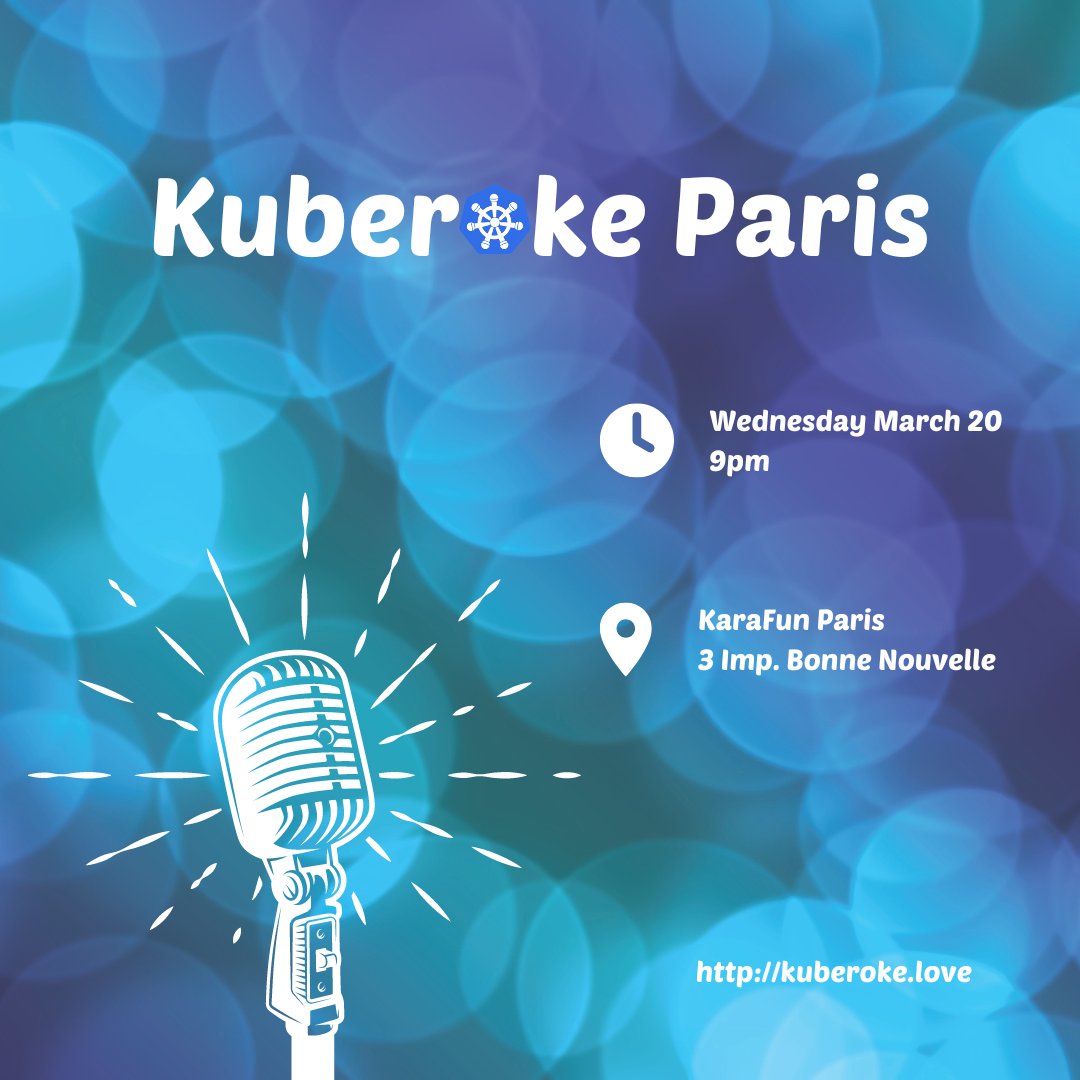 Kuberoke Paris
Wednesday March 20
9pm
KaraFun Paris
3 Imp. Bonne Nouvelle
http://kuberoke.love